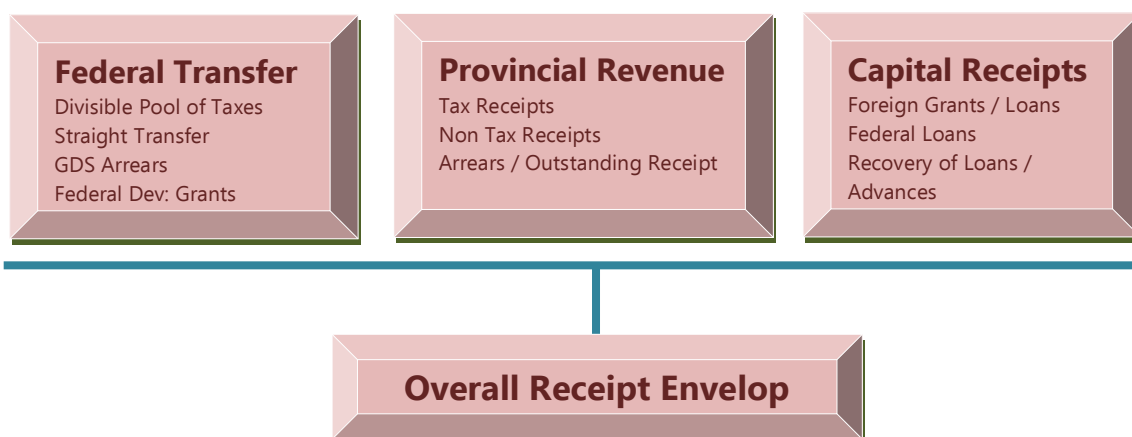 Federal Transfer
Divisible Pool of Taxes
Straight Transfer
GDS Arrears
Federal Dev: Grants
Provincial Revenue
Tax Receipts
Non Tax Receipts
Arrears / Outstanding Receipt
Capital Receipts
Foreign Grants / Loans
Federal Loans
Recovery of Loans /
Advances
Overall Receipt Envelop